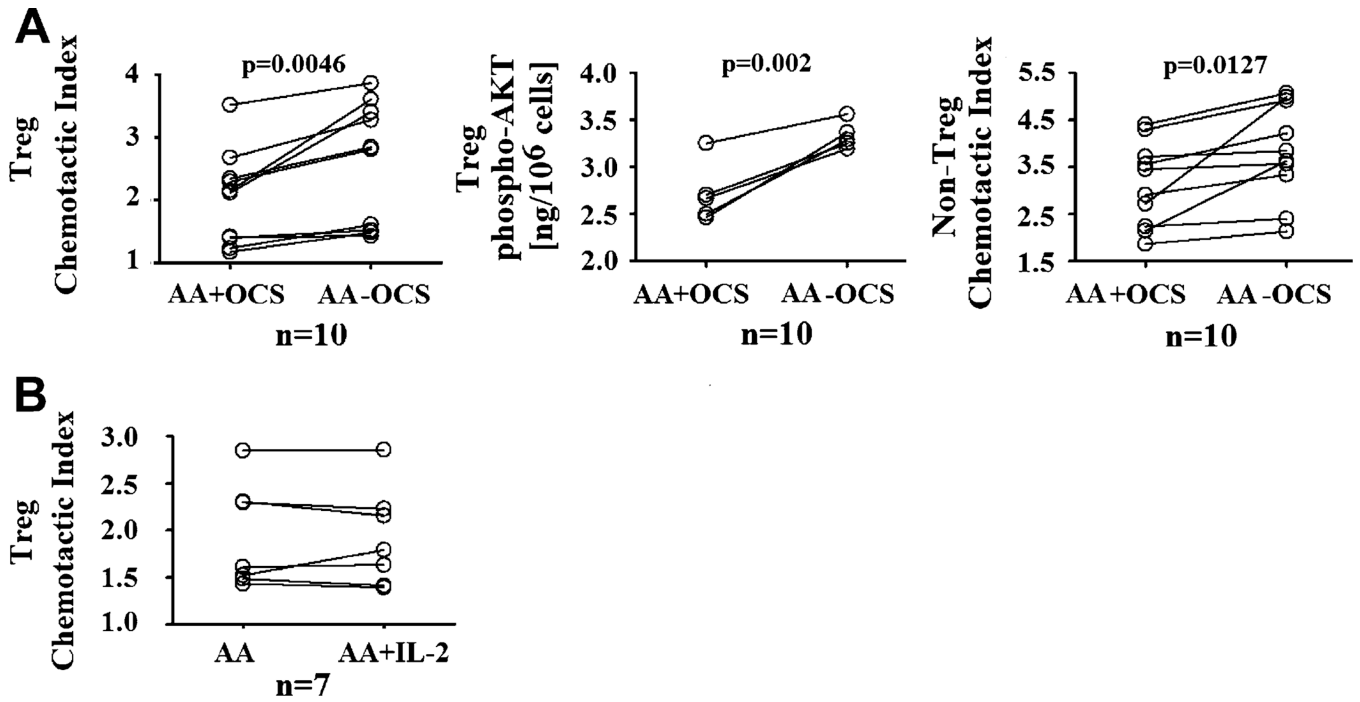 A
Treg
Chemotactic Index
p=0.0046
4
3
2
1
AA+OCS AA-OCS
n=10
Treg
phospho-AKT
[ng/10⁶ cells]
p=0.002
4.0
3.5
3.0
2.5
2.0
AA+OCS AA-OCS
n=10
Non-Treg
Chemotactic Index
p=0.0127
5.5
4.5
3.5
2.5
1.5
AA+OCS AA-OCS
n=10
B
Treg
Chemotactic Index
3.0
2.5
2.0
1.5
1.0
AA AA+IL-2
n=7